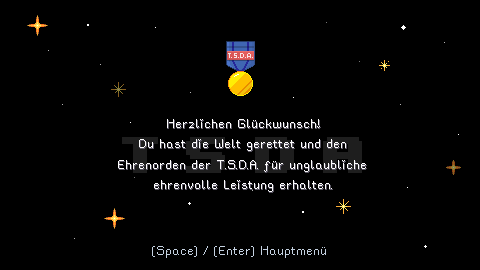 T.S.D.A.
Herzlichen Glückwunsch!
Du hast die Welt gerettet und den
Ehrenorden der T.S.D.A. für unglaubliche
ehrenvolle Leistung erhalten.
(Space) / (Enter) Hauptmenü